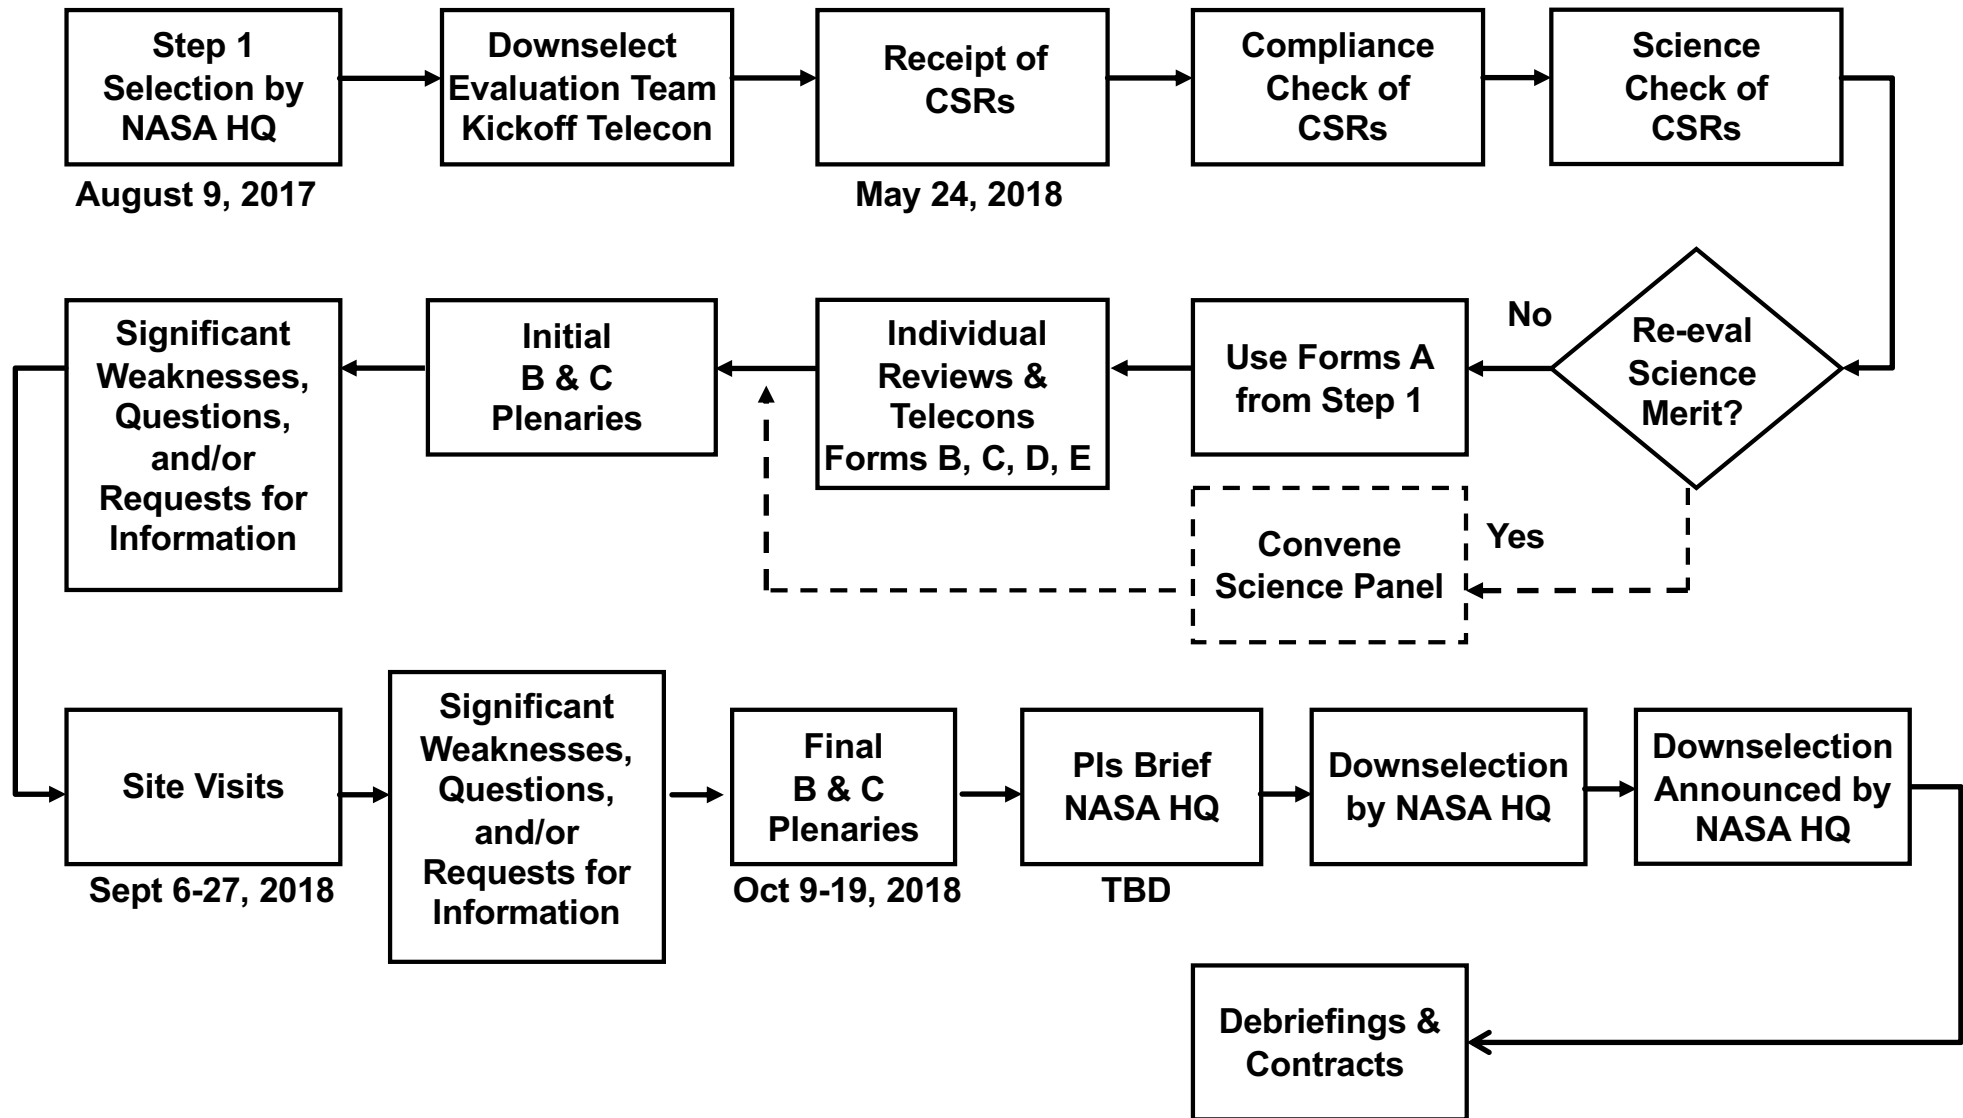 Step 1
Selection by
NASA HQ
August 9, 2017
Downselect
Evaluation Team
Kickoff Telecon
Receipt of
CSRs
May 24, 2018
Compliance
Check of
CSRs
Science
Check of
CSRs
Re-eval
Science
Merit?
No
Use Forms A
from Step 1
Yes
Convene
Science Panel
Individual
Reviews &
Telecons
Forms B, C, D, E
Initial
B & C
Plenaries
Significant
Weaknesses,
Questions,
and/or
Requests for
Information
Site Visits
Sept 6-27, 2018
Significant
Weaknesses,
Questions,
and/or
Requests for
Information
Final
B & C
Plenaries
Oct 9-19, 2018
PIs Brief
NASA HQ
TBD
Downselection
by NASA HQ
Downselection
Announced by
NASA HQ
Debriefings &
Contracts